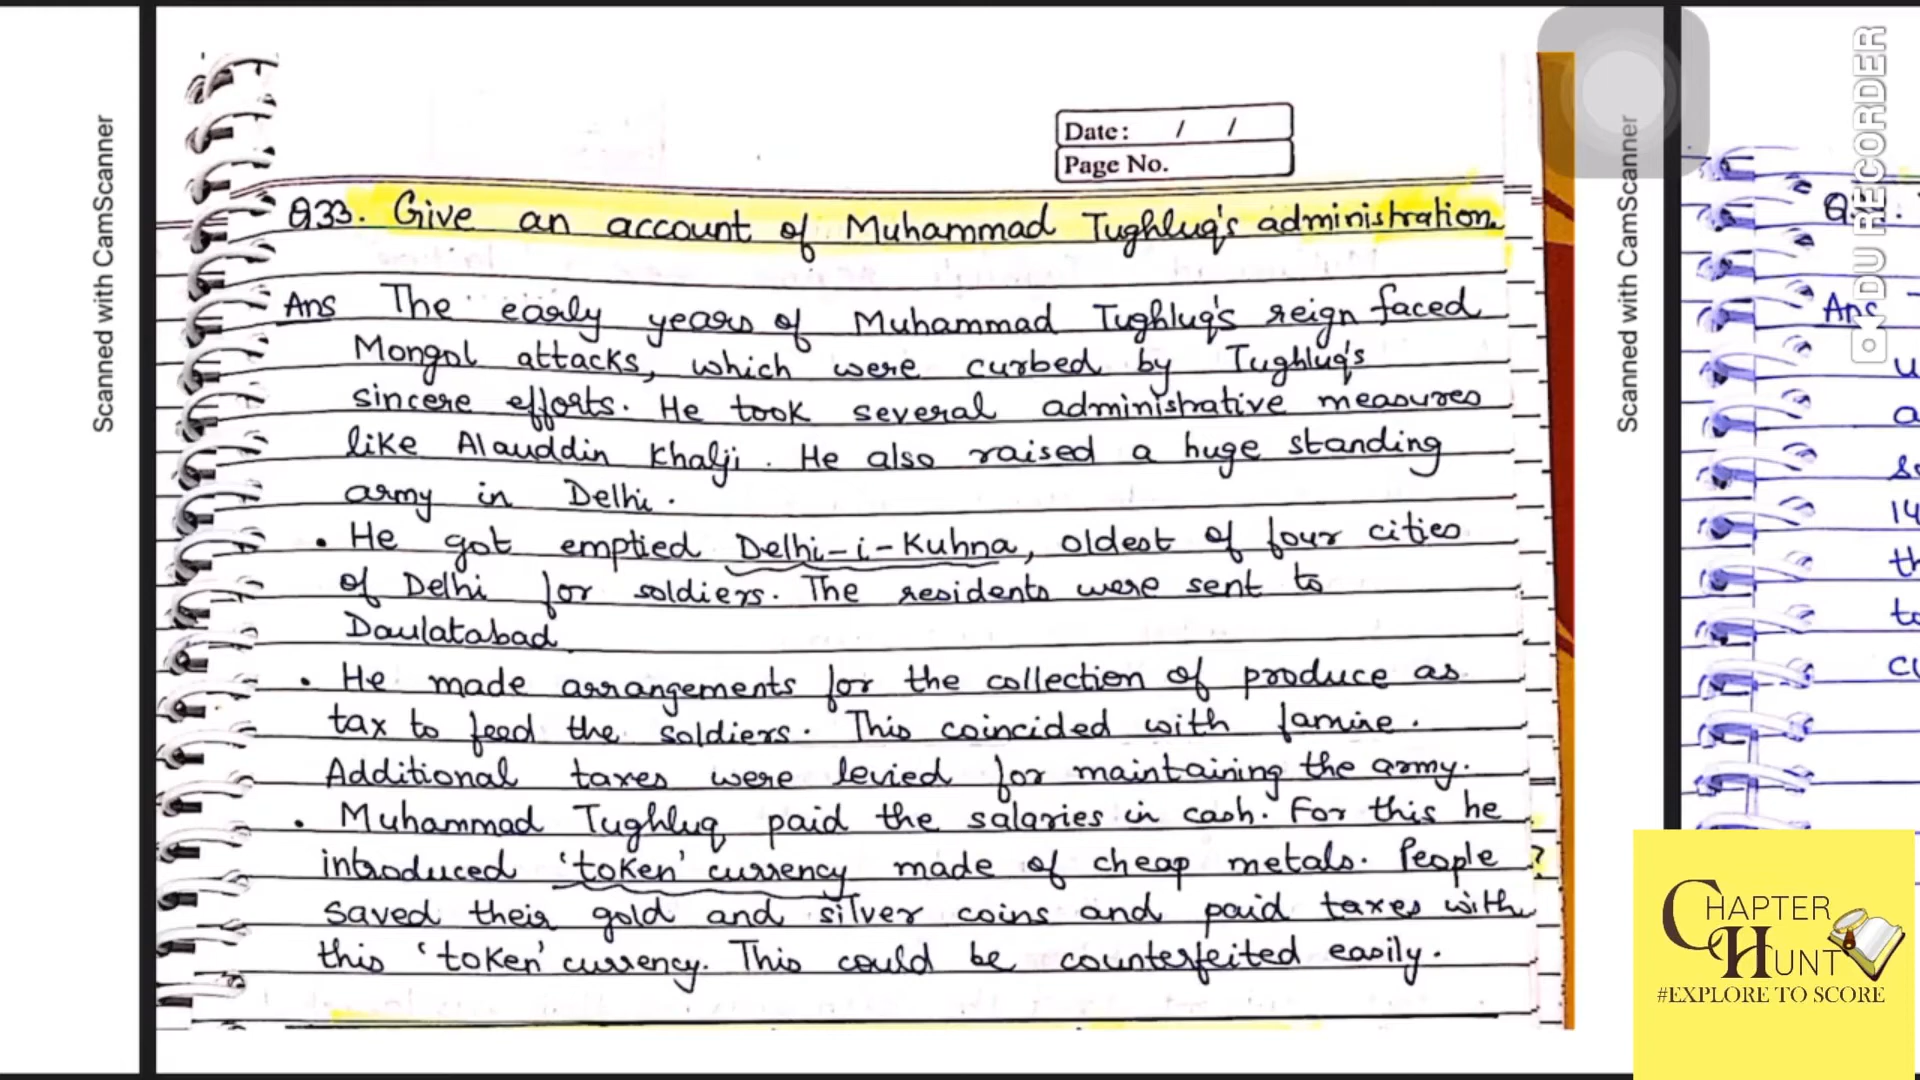 Scanned with CamScanner
Date: / /
Page No.
Q33. Give an account of Muhammad Tughluq's administration.
Ans The early years of Muhammad Tughluq's reign faced
Mongol attacks, which were curbed by Tughluq's
sincere efforts. He took several administrative measures
like Alauddin Khalji. He also raised a huge standing
army in Delhi.
• He got emptied Delhi-i-Kuhna, oldest of four cities
of Delhi for soldiers. The residents were sent to
Daulatabad
• He made arrangements for the collection of produce as
tax to feed the soldiers. This coincided with famine.
Additional taxes were levied for maintaining the army.
• Muhammad Tughluq paid the salaries in cash. For this he
introduced 'token' currency made of cheap metals. People
saved their gold and silver coins and paid taxes with
this 'token' currency. This could be counterfeited easily.
Scanned with CamScanner
Ans
14
DU RECORDER
CHAPTER
HUNT
#EXPLORE TO SCORE